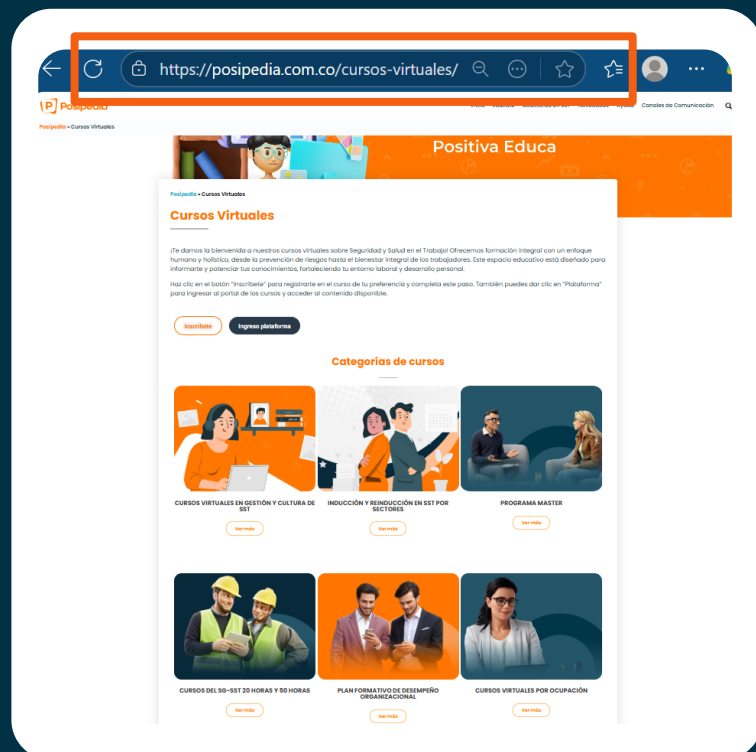 https://posipedia.com.co/cursos-virtuales/
Posipedia
Canales de Comunicación
Posipedia » Cursos Virtuales
Positiva Educa
Posipedia » Cursos Virtuales
Cursos Virtuales
¡Te damos la bienvenida a nuestros cursos virtuales sobre Seguridad y Salud en el Trabajo! Ofrecemos formación integral con un enfoque
humano y holístico, desde la prevención de riesgos hasta el bienestar integral de los trabajadores. Este espacio educativo está diseñado para
informarte y potenciar tus conocimientos, fortaleciendo tu entorno laboral y desarrollo personal.
Haz clic en el botón "Inscríbete" para registrarte en el curso de tu preferencia y completa este paso. También puedes dar clic en "Plataforma"
para ingresar al portal de los cursos y acceder al contenido disponible.
Inscríbete
Ingreso plataforma
Categorías de cursos
CURSOS VIRTUALES EN GESTIÓN Y CULTURA DE
SST
Ver más
INDUCCIÓN Y REINDUCCIÓN EN SST POR
SECTORES
Ver más
PROGRAMA MASTER
Ver más
CURSOS DEL SG-SST 20 HORAS Y 50 HORAS
Ver más
PLAN FORMATIVO DE DESEMPEÑO
ORGANIZACIONAL
Ver más
CURSOS VIRTUALES POR OCUPACIÓN
Ver más